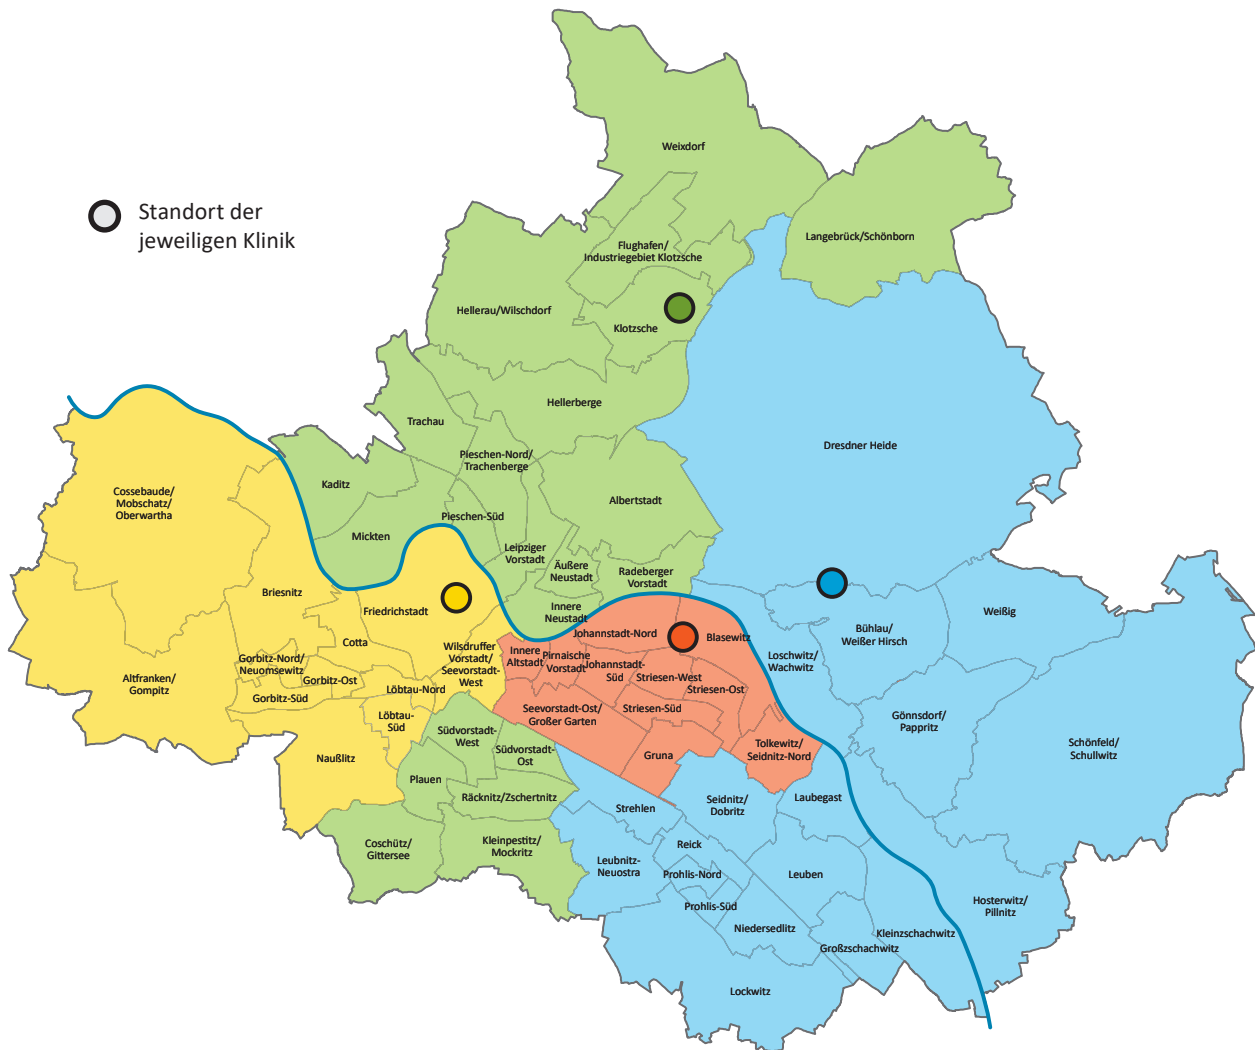 Weixdorf
Standort der
jeweiligen Klinik
Langebrück/Schönborn
Flughafen/
Industriegebiet Klotzsche
Hellerau/Wilschdorf
Klotzsche
Hellerberge
Trachau
Dresdner Heide
Pieschen-Nord/
Trachenberge
Kaditz
Cossebaude/
Mobschatz/
Oberwartha
Albertstadt
Pieschen-Süd
Mickten
Leipziger
Vorstadt
Äußere
Neustadt
Radeberger
Vorstadt
Briesnitz
Friedrichstadt
Innere
Neustadt
Weißig
Johannstadt-Nord
Blasewitz
Bühlau/
Weißer Hirsch
Cotta
Wilsdruffer
Vorstadt/
Seevorstadt-
West
Innere
Altstadt
Pirnaische
Vorstadt
Johannstadt-
Süd
Loschwitz/
Wachwitz
Gorbitz-Nord/
Neuomsewitz
Gorbitz-Ost
Altfranken/
Gompitz
Striesen-West
Striesen-Ost
Löbtau-Nord
Gorbitz-Süd
Seevorstadt-Ost/
Großer Garten
Striesen-Süd
Löbtau-
Süd
Gönnsdorf/
Pappritz
Südvorstadt-
West
Südvorstadt-
Ost
Schönfeld/
Schullwitz
Naußlitz
Gruna
Tolkewitz/
Seidnitz-Nord
Plauen
Räcknitz/Zschertnitz
Strehlen
Seidnitz/
Dobritz
Laubegast
Coschütz/
Gittersee
Kleinpestitz/
Mockritz
Reick
Leubnitz-
Neuostra
Prohlis-Nord
Leuben
Prohlis-Süd
Hosterwitz/
Pillnitz
Niedersedlitz
Kleinzschachwitz
Großzschachwitz
Lockwitz